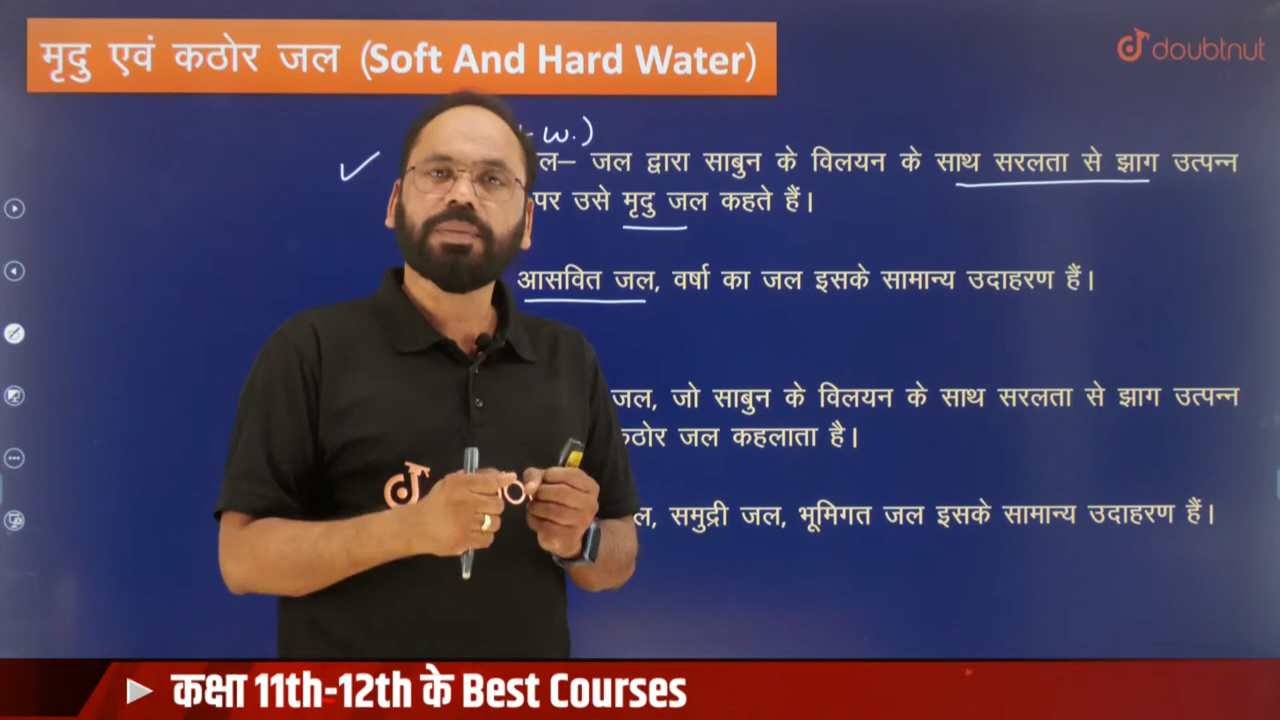 मृदु एवं कठोर जल (Soft And Hard Water)
doubtnut
w.)
जल द्वारा साबुन के विलयन के साथ सरलता से झाग उत्पन्न
पर उसे मृदु जल कहते हैं।
आसवित जल, वर्षा का जल इसके सामान्य उदाहरण हैं।
जल, जो साबुन के विलयन के साथ सरलता से झाग उत्पन्न
जल कहलाता है।
समुद्री जल, भूमिगत जल इसके सामान्य उदाहरण हैं।
कक्षा 11th-12th के Best Courses